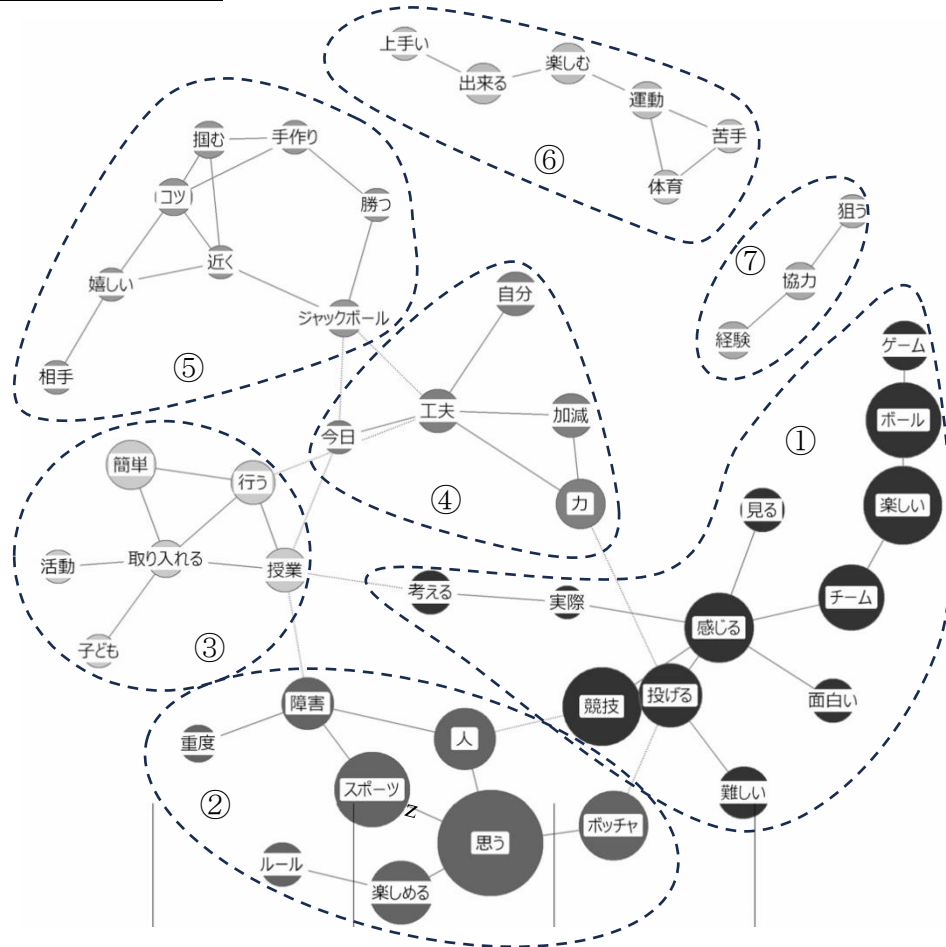 上手い
出来る
楽しむ
運動
苦手
体育
⑥
掴む
手作り
コツ
勝つ
近く
嬉しい
ジャックボール
相手
⑤
狙う
⑦
協力
経験
自分
工夫
加減
今日
力
④
ゲーム
ボール
①
楽しい
見る
チーム
考える
実際
感じる
競技
投げる
面白い
難しい
簡単
行う
活動
取り入れる
授業
子ども
③
障害
重度
人
スポーツ
z
②
思う
ボッチャ
ルール
楽しめる